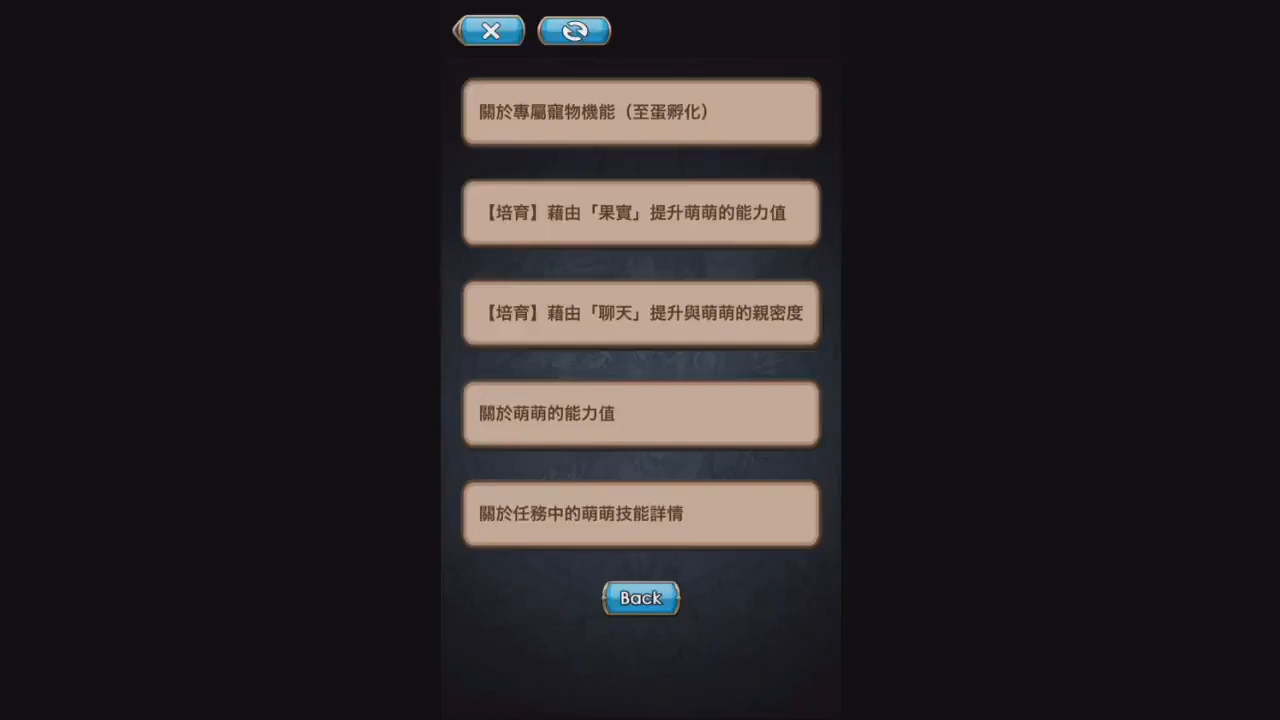 關於專屬寵物機能（至蛋孵化）
【培育】藉由「果實」提升萌萌的能力值
【培育】藉由「聊天」提升與萌萌的親密度
關於萌萌的能力值
關於任務中的萌萌技能詳情
Back